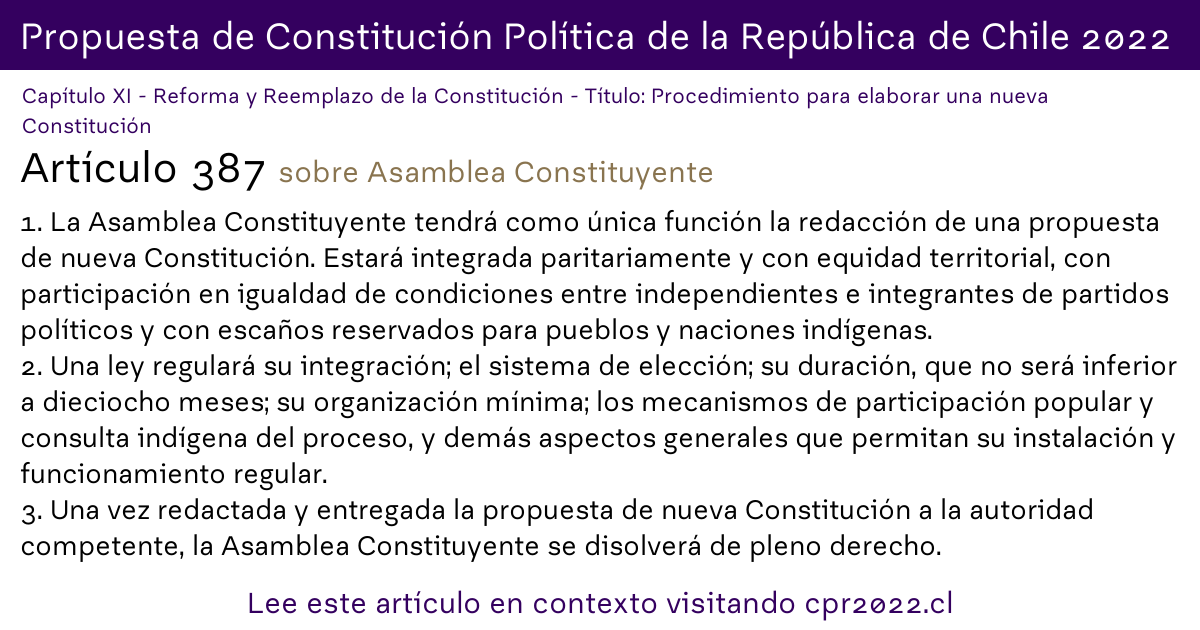 Propuesta de Constitución Política de la República de Chile 2022
Capítulo XI - Reforma y Reemplazo de la Constitución - Título: Procedimiento para elaborar una nueva
Constitución
Artículo 387 sobre Asamblea Constituyente
1. La Asamblea Constituyente tendrá como única función la redacción de una propuesta
de nueva Constitución. Estará integrada paritariamente y con equidad territorial, con
participación en igualdad de condiciones entre independientes e integrantes de partidos
políticos y con escaños reservados para pueblos y naciones indígenas.
2. Una ley regulará su integración; el sistema de elección; su duración, que no será inferior
a dieciocho meses; su organización mínima; los mecanismos de participación popular y
consulta indígena del proceso, y demás aspectos generales que permitan su instalación y
funcionamiento regular.
3. Una vez redactada y entregada la propuesta de nueva Constitución a la autoridad
competente, la Asamblea Constituyente se disolverá de pleno derecho.
Lee este artículo en contexto visitando cpr2022.cl